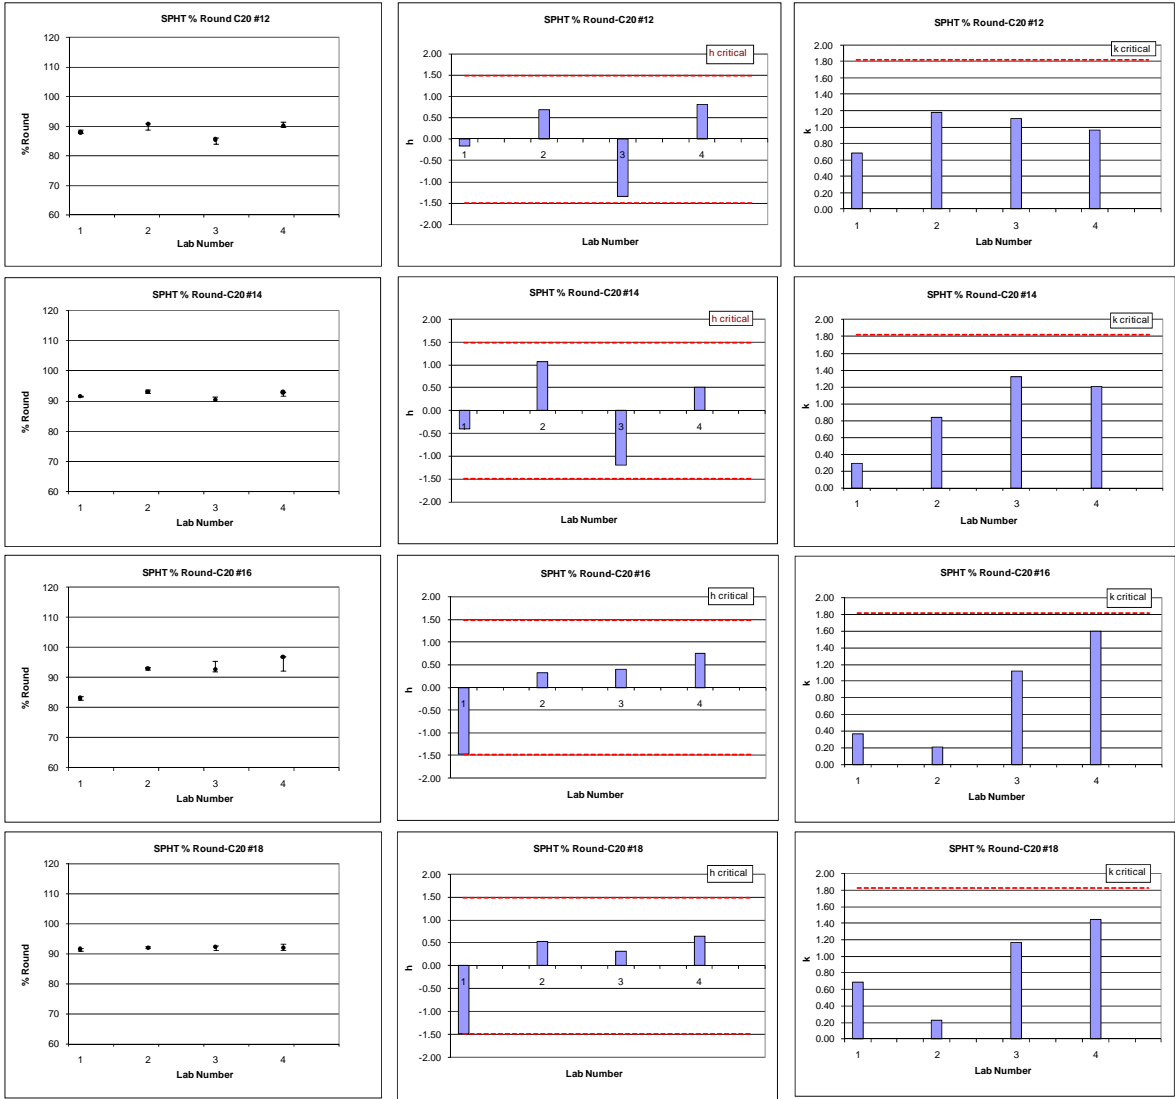 SPHT % Round C20 #12
120
110
100
90
80
70
60
% Round
1 2 3 4
Lab Number
SPHT % Round-C20 #12
h critical
2.00
1.50
1.00
0.50
0.00
-0.50
-1.00
-1.50
-2.00
h
1 2 3 4
Lab Number
SPHT % Round-C20 #12
k critical
2.00
1.80
1.60
1.40
1.20
1.00
0.80
0.60
0.40
0.20
0.00
k
1 2 3 4
Lab Number
SPHT % Round-C20 #14
120
110
100
90
80
70
60
% Round
1 2 3 4
Lab Number
SPHT % Round-C20 #14
h critical
2.00
1.50
1.00
0.50
0.00
-0.50
-1.00
-1.50
-2.00
h
1 2 3 4
Lab Number
SPHT % Round-C20 #14
k critical
2.00
1.80
1.60
1.40
1.20
1.00
0.80
0.60
0.40
0.20
0.00
k
1 2 3 4
Lab Number
SPHT % Round-C20 #16
120
110
100
90
80
70
60
% Round
1 2 3 4
Lab Number
SPHT % Round-C20 #16
h critical
2.00
1.50
1.00
0.50
0.00
-0.50
-1.00
-1.50
-2.00
h
1 2 3 4
Lab Number
SPHT % Round-C20 #16
k critical
2.00
1.80
1.60
1.40
1.20
1.00
0.80
0.60
0.40
0.20
0.00
k
1 2 3 4
Lab Number
SPHT % Round-C20 #18
120
110
100
90
80
70
60
% Round
1 2 3 4
Lab Number
SPHT % Round-C20 #18
h critical
2.00
1.50
1.00
0.50
0.00
-0.50
-1.00
-1.50
-2.00
h
1 2 3 4
Lab Number
SPHT % Round-C20 #18
k critical
2.00
1.80
1.60
1.40
1.20
1.00
0.80
0.60
0.40
0.20
0.00
k
1 2 3 4
Lab Number